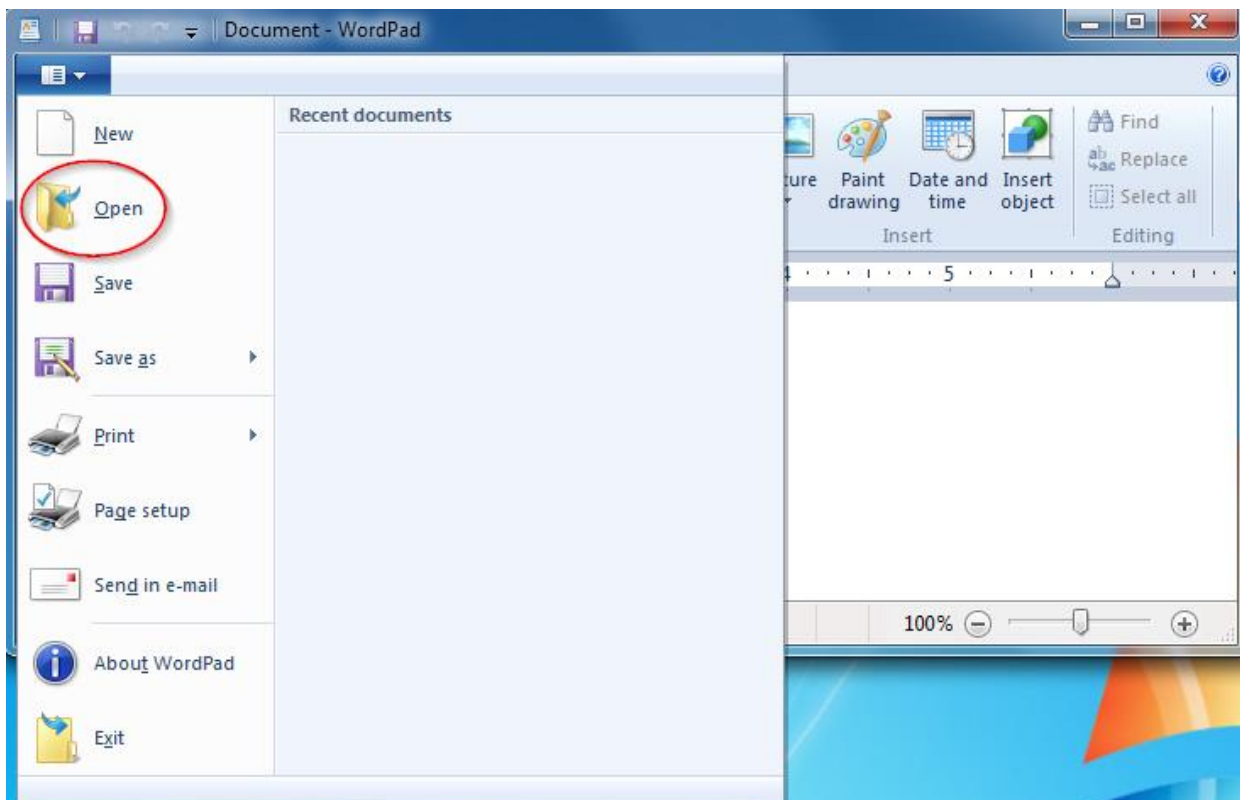 Document - WordPad
New
Open
Save
Save as
Print
Page setup
Send in e-mail
About WordPad
Exit
Recent documents
ture
Paint drawing
Date and time
Insert object
Insert
Find
Replace
Select all
Editing
4 5
100%